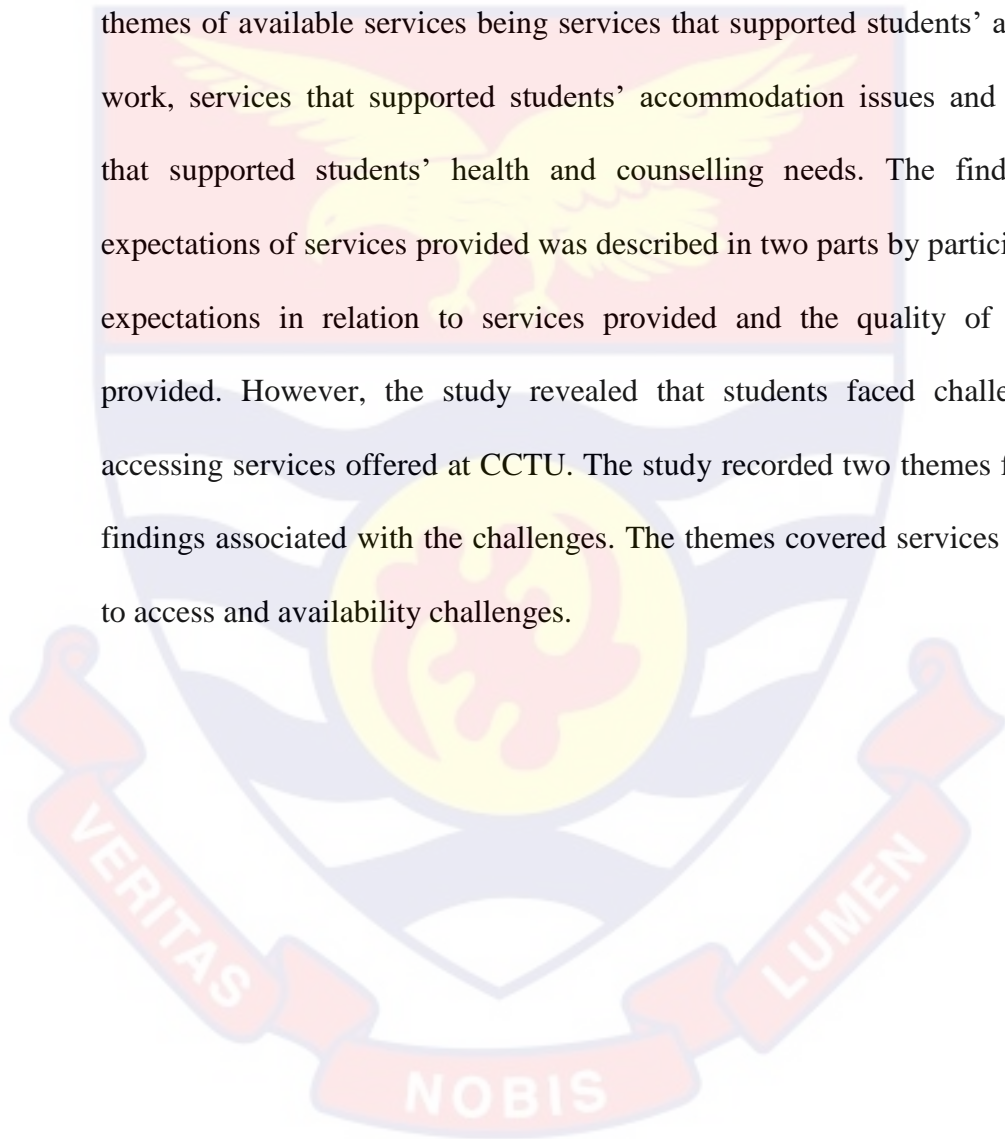 themes of available services being services that supported students’ a
work, services that supported students’ accommodation issues and
that supported students’ health and counselling needs. The find
expectations of services provided was described in two parts by partici
expectations in relation to services provided and the quality of
provided. However, the study revealed that students faced challe
accessing services offered at CCTU. The study recorded two themes f
findings associated with the challenges. The themes covered services
to access and availability challenges.
VERITAS
NOBIS
LUMEN